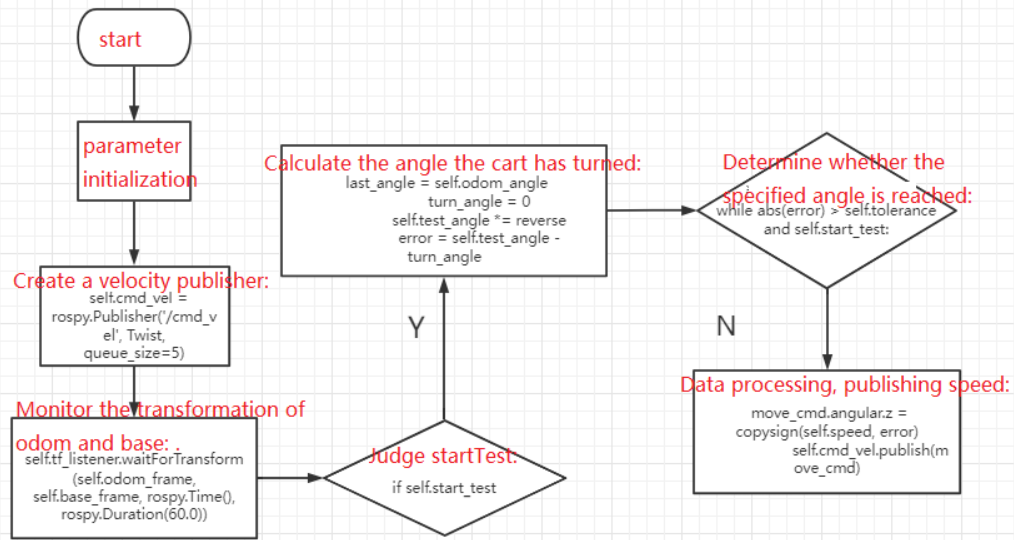 start
parameter
initialization
Create a velocity publisher:
self.cmd_vel =
rospy.Publisher('/cmd_v
el', Twist,
queue_size=5)
Monitor the transformation of
odom and base: .
self.tf_listener.waitForTransform
(self.odom_frame,
self.base_frame, rospy.Time(),
rospy.Duration(60.0))
Judge startTest:
if self.start_test
Y
Calculate the angle the cart has turned:
last_angle = self.odom_angle
turn_angle = 0
self.test_angle *= reverse
error = self.test_angle -
turn_angle
Determine whether the
specified angle is reached:
while abs(error) > self.tolerance
and self.start_test:
N
Data processing, publishing speed:
move_cmd.angular.z =
copysign(self.speed, error)
self.cmd_vel.publish(m
ove_cmd)